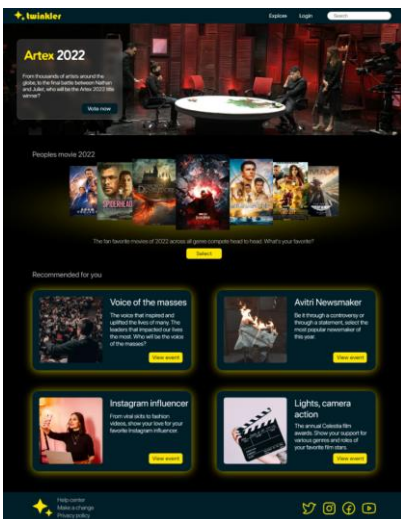 twinkler
Explore Login Search
Artex 2022
From thousands of artists around the
globe, to the final battle between Nathan
and Juliet, who will be the Artex 2022 title
winner?
Vote now
Peoples movie 2022
SPIDERHEAD
The fan favorite movies of 2022 across all genre compete head to head. What's your favorite?
Select
Recommended for you
Voice of the masses
The voice that inspired and
uplifted the lives of many. The
leaders that impacted our lives
the most. Who will be the voice
of the masses?
View event
Avitri Newsmaker
Be it through a controversy or
through a statement, select the
most popular newsmaker of
this year.
View event
Instagram influencer
From viral skits to fashion
videos, show your love for your
favorite Instagram influencer.
View event
Lights, camera
action
The annual Celestia film
awards. Show your support for
various genres and roles of
your favorite film stars.
View event
Help center
Make a change
Privacy policy